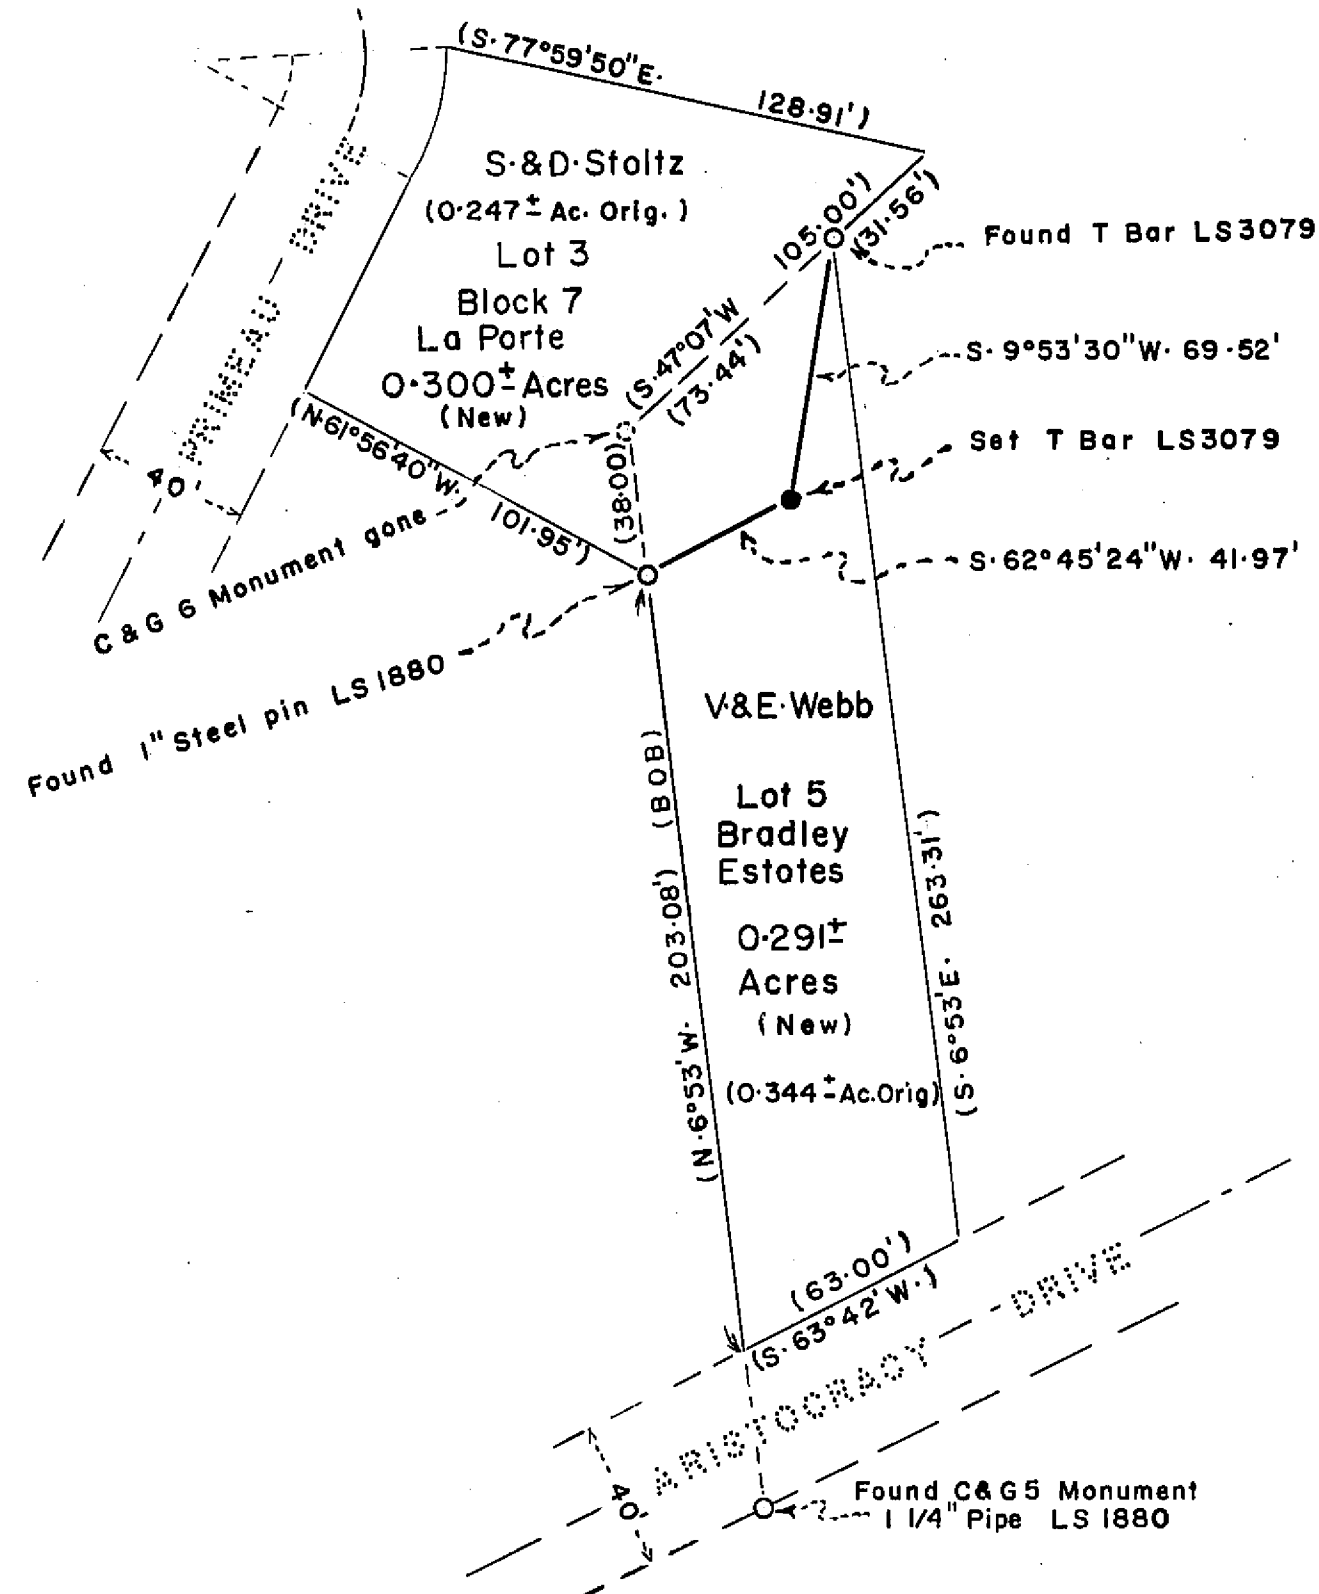 (S.77°59'50"E. 128.91')
S.&D.Stoltz
(0.247± Ac. Orig.)
Lot 3
Block 7
La Porte
0.300± Acres
(New)
PRIMEAU DRIVE
40'
105.00')
(31.56')
(S.47°07'W
(73.44')
(38.00)
(N.61°56'40"W. 101.95')
Found T Bar LS3079
S.9°53'30"W. 69.52'
Set T Bar LS3079
S.62°45'24"W. 41.97'
C&G 6 Monument gone
Found 1" Steel pin LS1880
V.&E.Webb
Lot 5
Bradley
Estotes
0.291±
Acres
(New)
(0.344±Ac.Orig)
(N.6°53'W. 203.08') (BOB)
(S.6°53'E. 263.31')
(63.00')
(S.63°42'W.)
ARISTOCRACY DRIVE
40'
Found C&G5 Monument
1 1/4" Pipe LS 1880